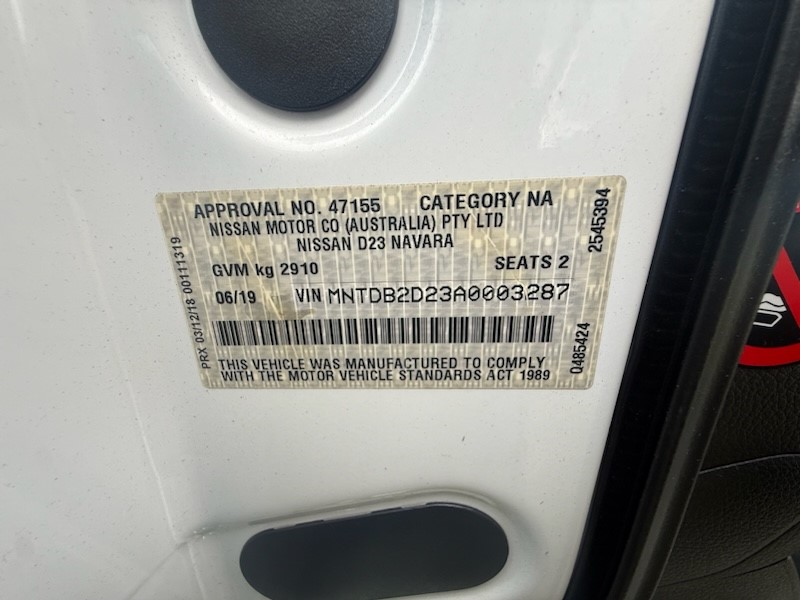 APPROVAL NO. 47155 CATEGORY NA
NISSAN MOTOR CO (AUSTRALIA) PTY LTD
NISSAN D23 NAVARA
GVM kg 2910 SEATS 2
06/19 VIN MNTDB2D23A0003287
THIS VEHICLE WAS MANUFACTURED TO COMPLY
WITH THE MOTOR VEHICLE STANDARDS ACT 1989
PRX 03/12/18 00111319
2545394
Q485424